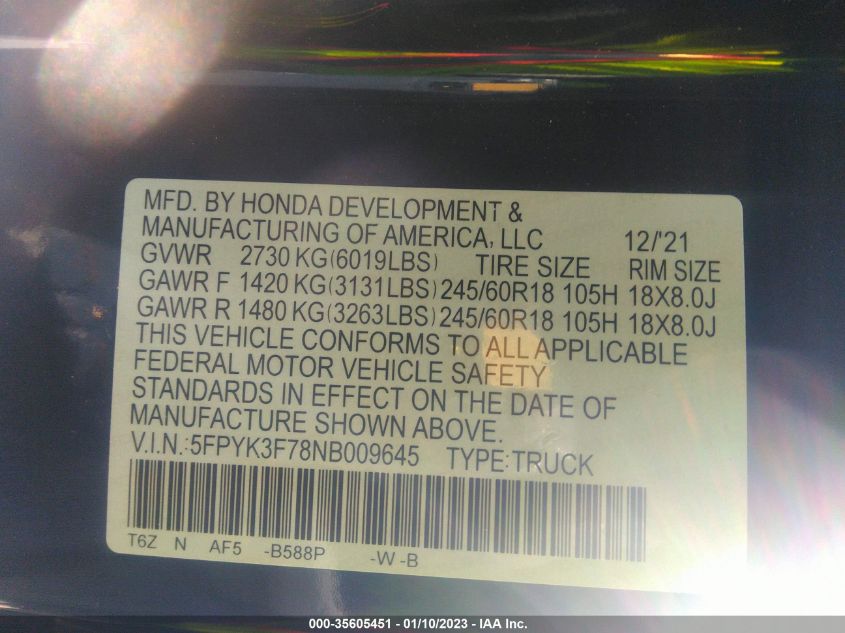 MFD. BY HONDA DEVELOPMENT &
MANUFACTURING OF AMERICA, LLC 12/'21
GVWR 2730 KG(6019LBS) TIRE SIZE RIM SIZE
GAWR F 1420 KG(3131LBS) 245/60R18 105H 18X8.0J
GAWR R 1480 KG(3263LBS) 245/60R18 105H 18X8.0J
THIS VEHICLE CONFORMS TO ALL APPLICABLE
FEDERAL MOTOR VEHICLE SAFETY
STANDARDS IN EFFECT ON THE DATE OF
MANUFACTURE SHOWN ABOVE.
V.I.N.:5FPYK3F78NB009645 TYPE:TRUCK
T6Z N AF5 -B588P -W -B
000-35605451 - 01/10/2023 - IAA Inc.